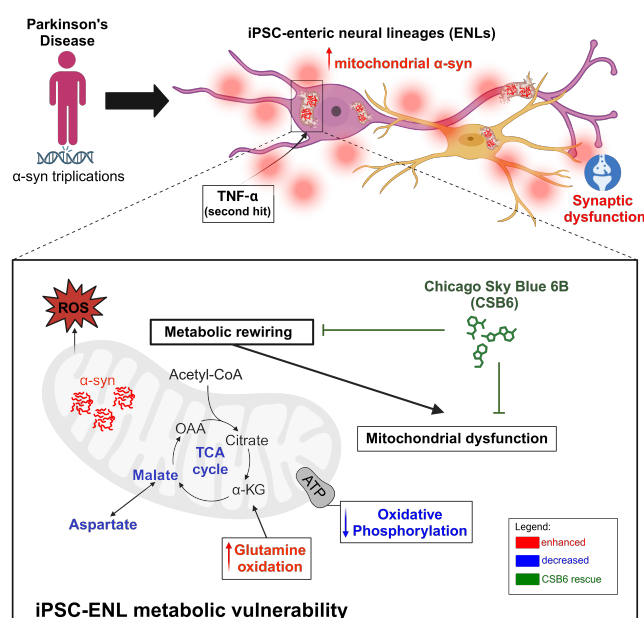 Parkinson's
Disease
iPSC-enteric neural lineages (ENLs)
mitochondrial α-syn
α-syn triplications
TNF-α
(second hit)
Synaptic
dysfunction
ROS
Chicago Sky Blue 6B
(CSB6)
Metabolic rewiring
Acetyl-CoA
α-syn
OAA
Citrate
TCA
cycle
Mitochondrial dysfunction
Malate
α-KG
ATP
Aspartate
Oxidative
Phosphorylation
Glutamine
oxidation
Legend:
enhanced
decreased
CSB6 rescue
iPSC-ENL metabolic vulnerability